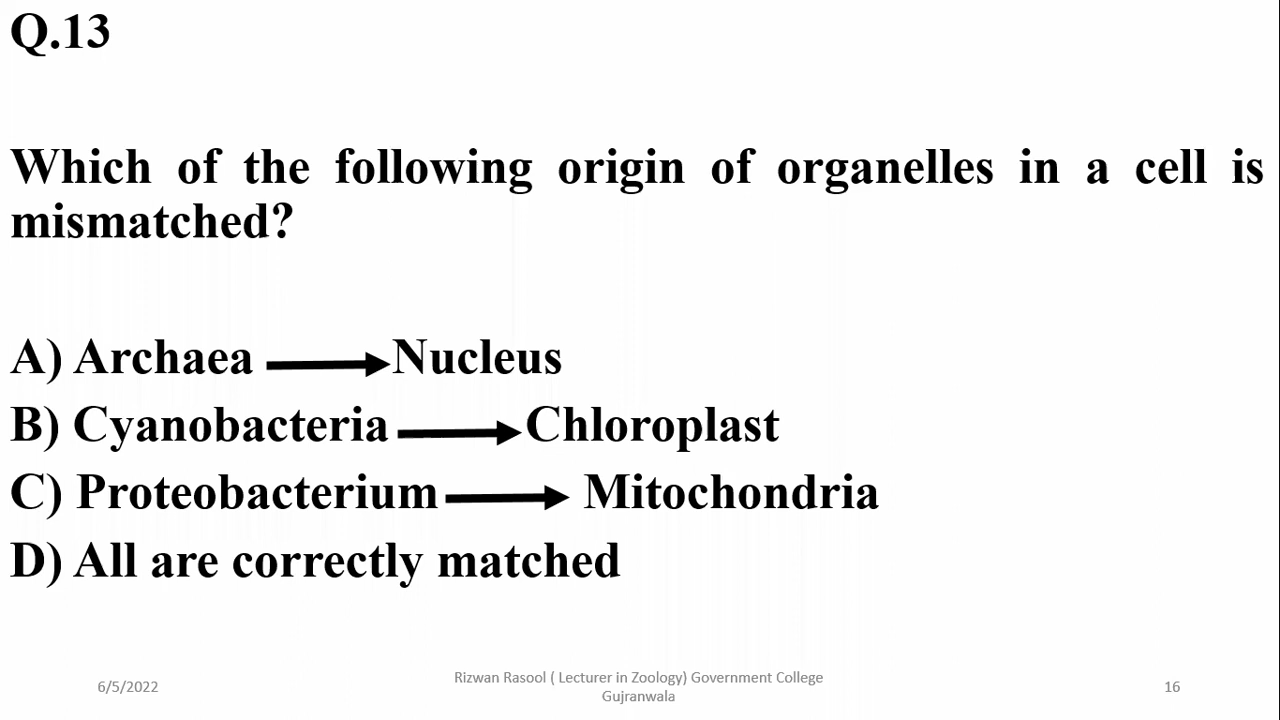 Q.13
Which of the following origin of organelles in a cell is
mismatched?
A) Archaea Nucleus
B) Cyanobacteria Chloroplast
C) Proteobacterium Mitochondria
D) All are correctly matched
6/5/2022
Rizwan Rasool ( Lecturer in Zoology) Government College
Gujranwala
16